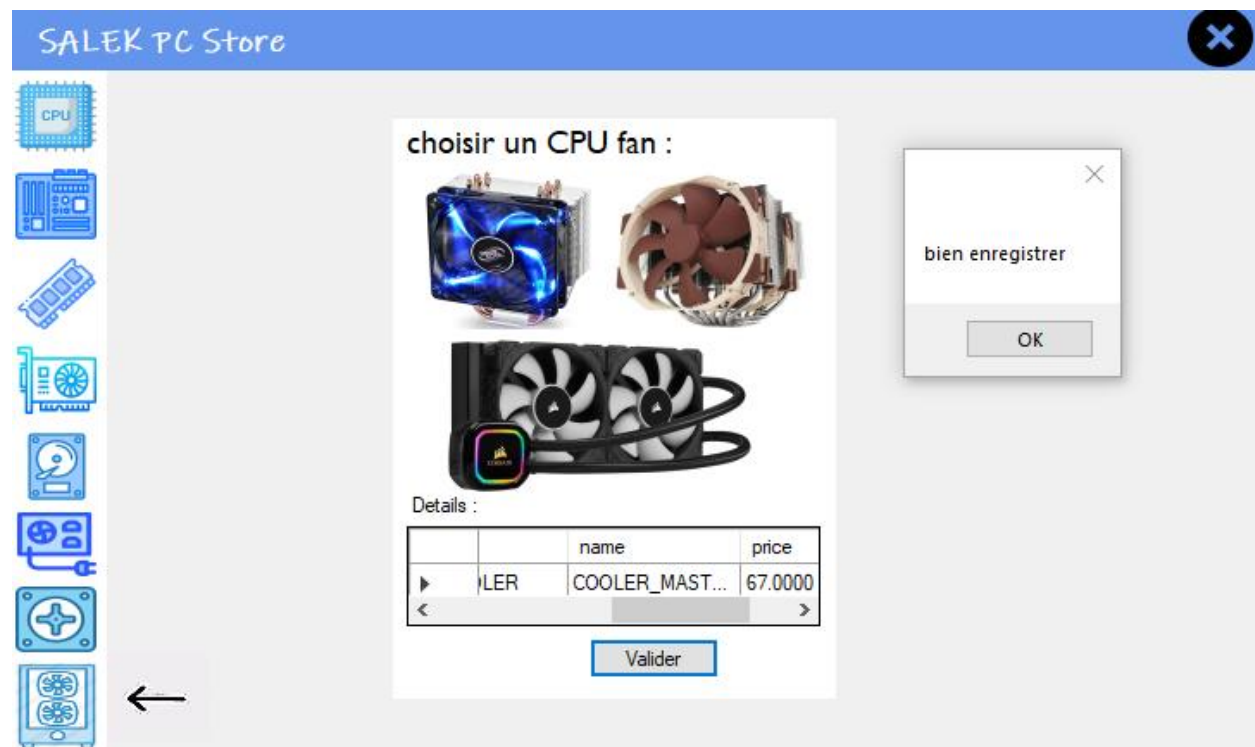 SALEK PC Store
CPU
choisir un CPU fan :
bien enregistrer
OK
Details :
name price
LER COOLER_MAST... 67.0000
Valider